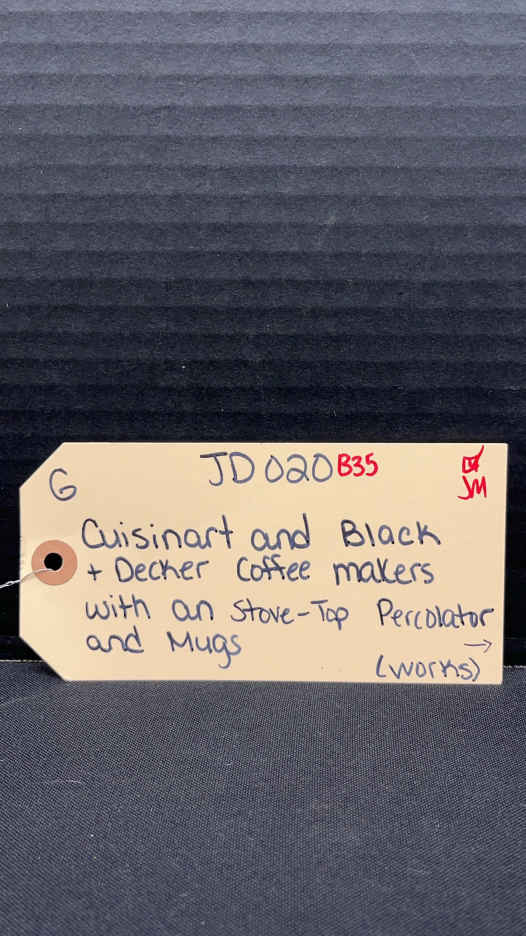 G
JD020 B35
JM
Cuisinart and Black
+ Decker Coffee makers
with an Stove-Top Percolator
and Mugs →
(works)